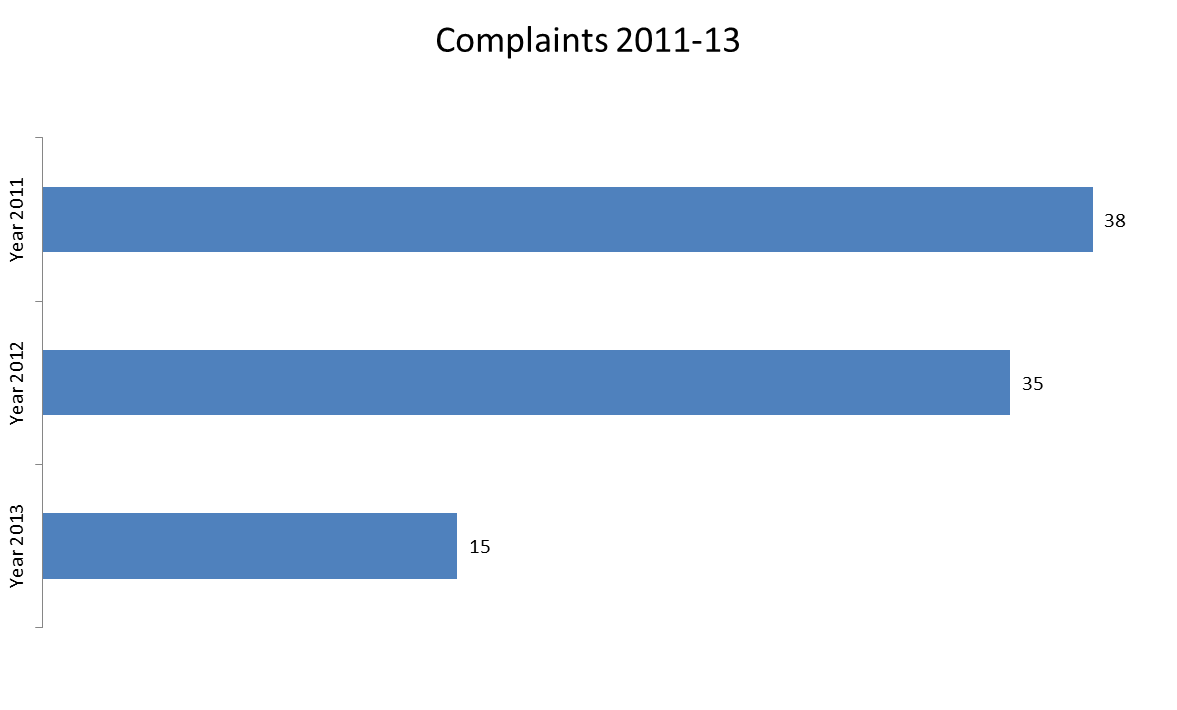 Complaints 2011-13
Year 2011
38
Year 2012
35
Year 2013
15